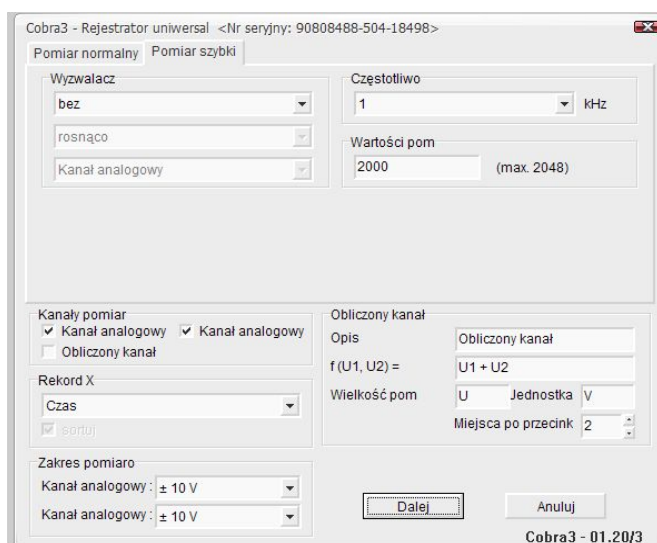 Cobra3 - Rejestrator uniwersal <Nr seryjny: 90808488-504-18498>
Pomiar normalny Pomiar szybki
Wyzwalacz
bez
rosnąco
Kanał analogowy
Częstotliwo
1 kHz
Wartości pom
2000 (max. 2048)
Kanały pomiar
Kanał analogowy Kanał analogowy
Obliczony kanał
Rekord X
Czas
sortuj
Zakres pomiaro
Kanał analogowy : ± 10 V
Kanał analogowy : ± 10 V
Obliczony kanał
Opis Obliczony kanał
f (U1, U2) = U1 + U2
Wielkość pom U Jednostka V
Miejsca po przecink 2
Dalej Anuluj
Cobra3 - 01.20/3